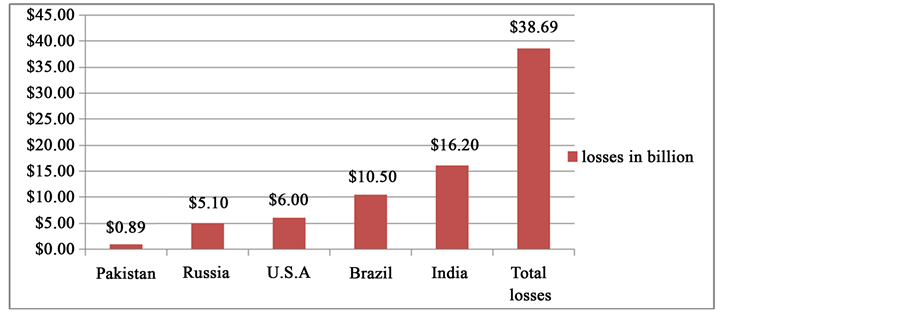 $45.00
$40.00
$35.00
$30.00
$25.00
$20.00
$15.00
$10.00
$5.00
$0.00
$0.89
$5.10
$6.00
$10.50
$16.20
$38.69
Pakistan
Russia
U.S.A
Brazil
India
Total
losses
losses in billion